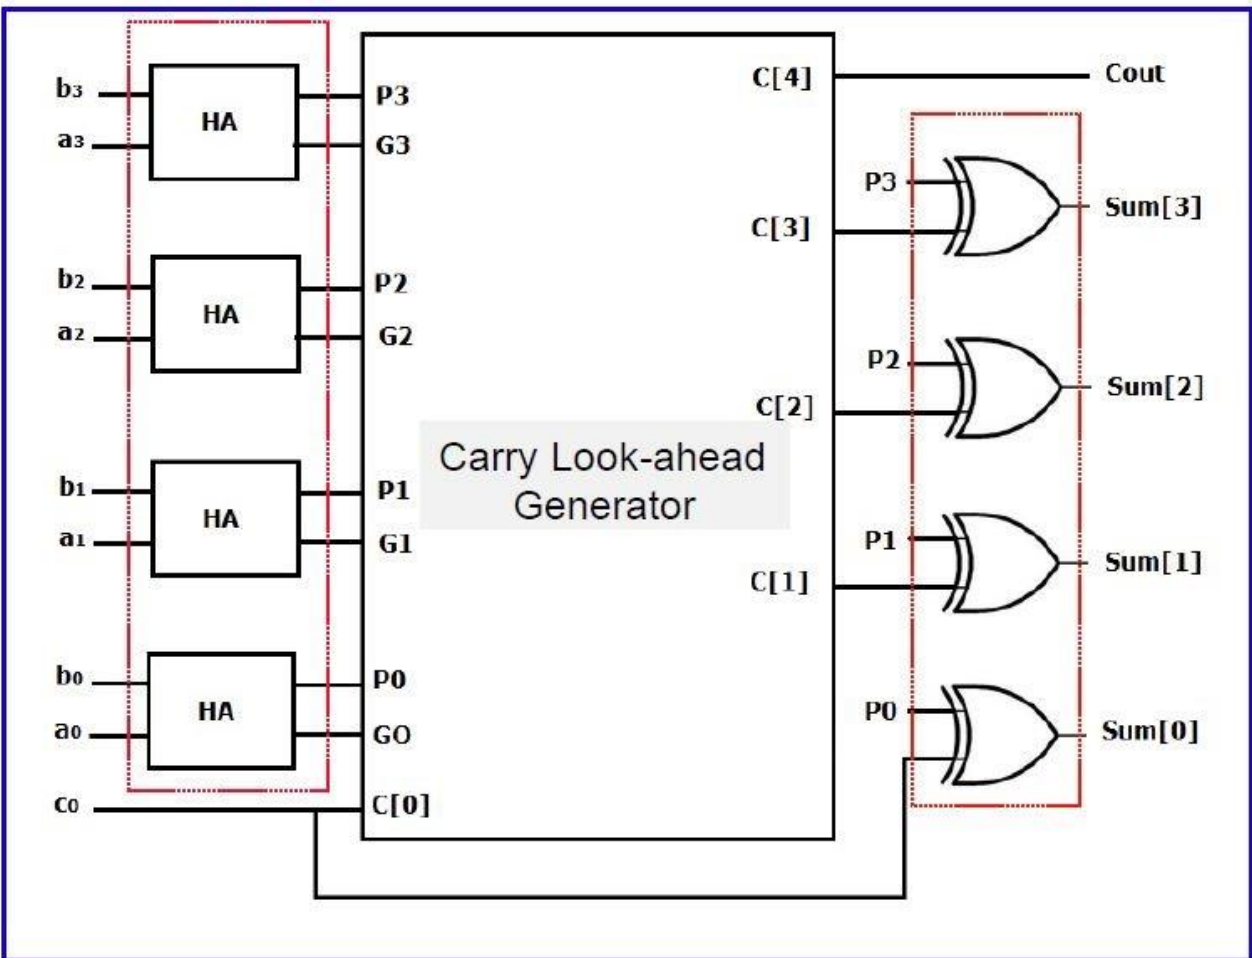 b3
a3
HA
P3
G3
b2
a2
HA
P2
G2
b1
a1
HA
P1
G1
b0
a0
HA
P0
GO
c0
C[0]
Carry Look-ahead
Generator
C[4]
Cout
C[3]
P3
Sum[3]
C[2]
P2
Sum[2]
C[1]
P1
Sum[1]
P0
Sum[0]